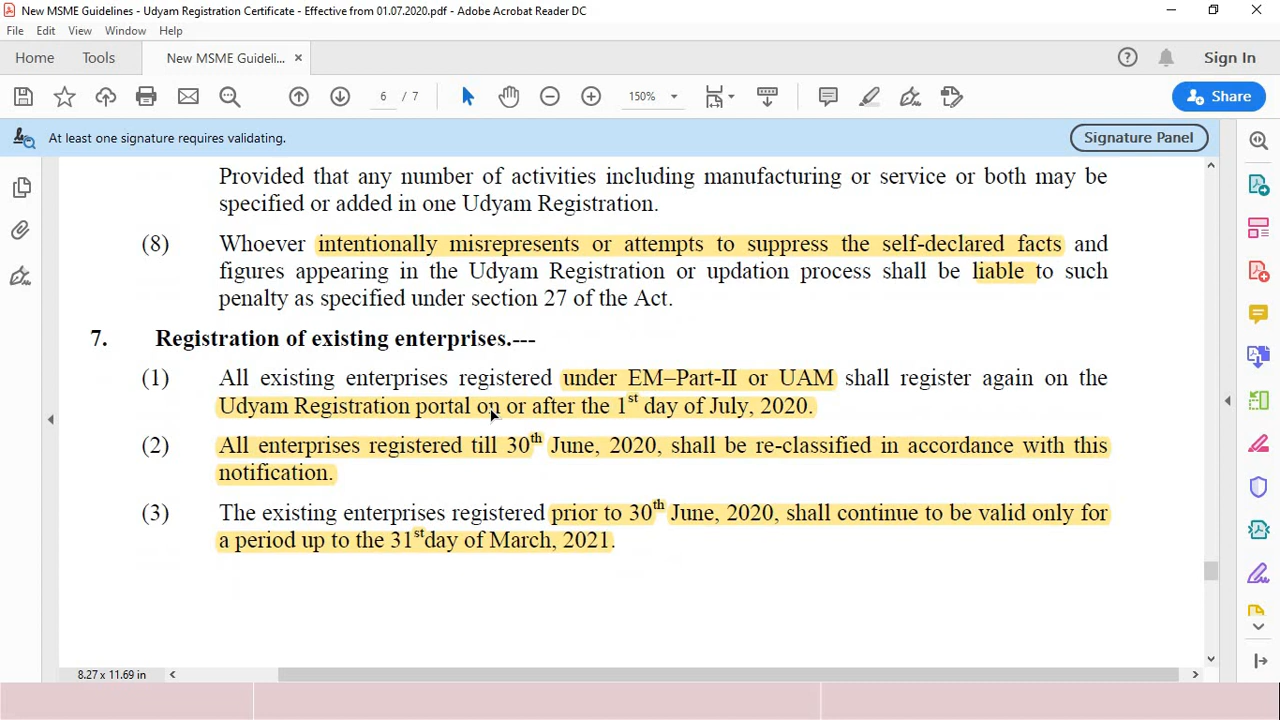 New MSME Guidelines - Udyam Registration Certificate - Effective from 01.07.2020.pdf - Adobe Acrobat Reader DC
File Edit View Window Help
Home Tools New MSME Guideli... × Sign In
6 / 7 150% Share
At least one signature requires validating. Signature Panel
Provided that any number of activities including manufacturing or service or both may be
specified or added in one Udyam Registration.
(8) Whoever intentionally misrepresents or attempts to suppress the self-declared facts and
figures appearing in the Udyam Registration or updation process shall be liable to such
penalty as specified under section 27 of the Act.
7. Registration of existing enterprises.---
(1) All existing enterprises registered under EM–Part-II or UAM shall register again on the
Udyam Registration portal on or after the 1st day of July, 2020.
(2) All enterprises registered till 30th June, 2020, shall be re-classified in accordance with this
notification.
(3) The existing enterprises registered prior to 30th June, 2020, shall continue to be valid only for
a period up to the 31stday of March, 2021.
8.27 x 11.69 in